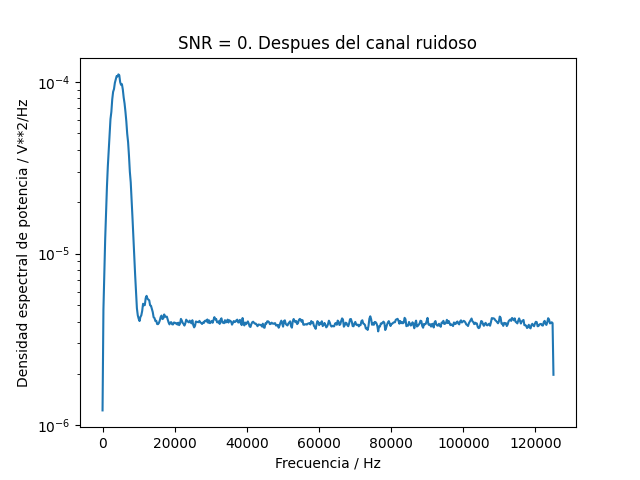 SNR = 0. Despues del canal ruidoso
Densidad espectral de potencia / V**2/Hz
10⁻⁴
10⁻⁵
10⁻⁶
0 20000 40000 60000 80000 100000 120000
Frecuencia / Hz